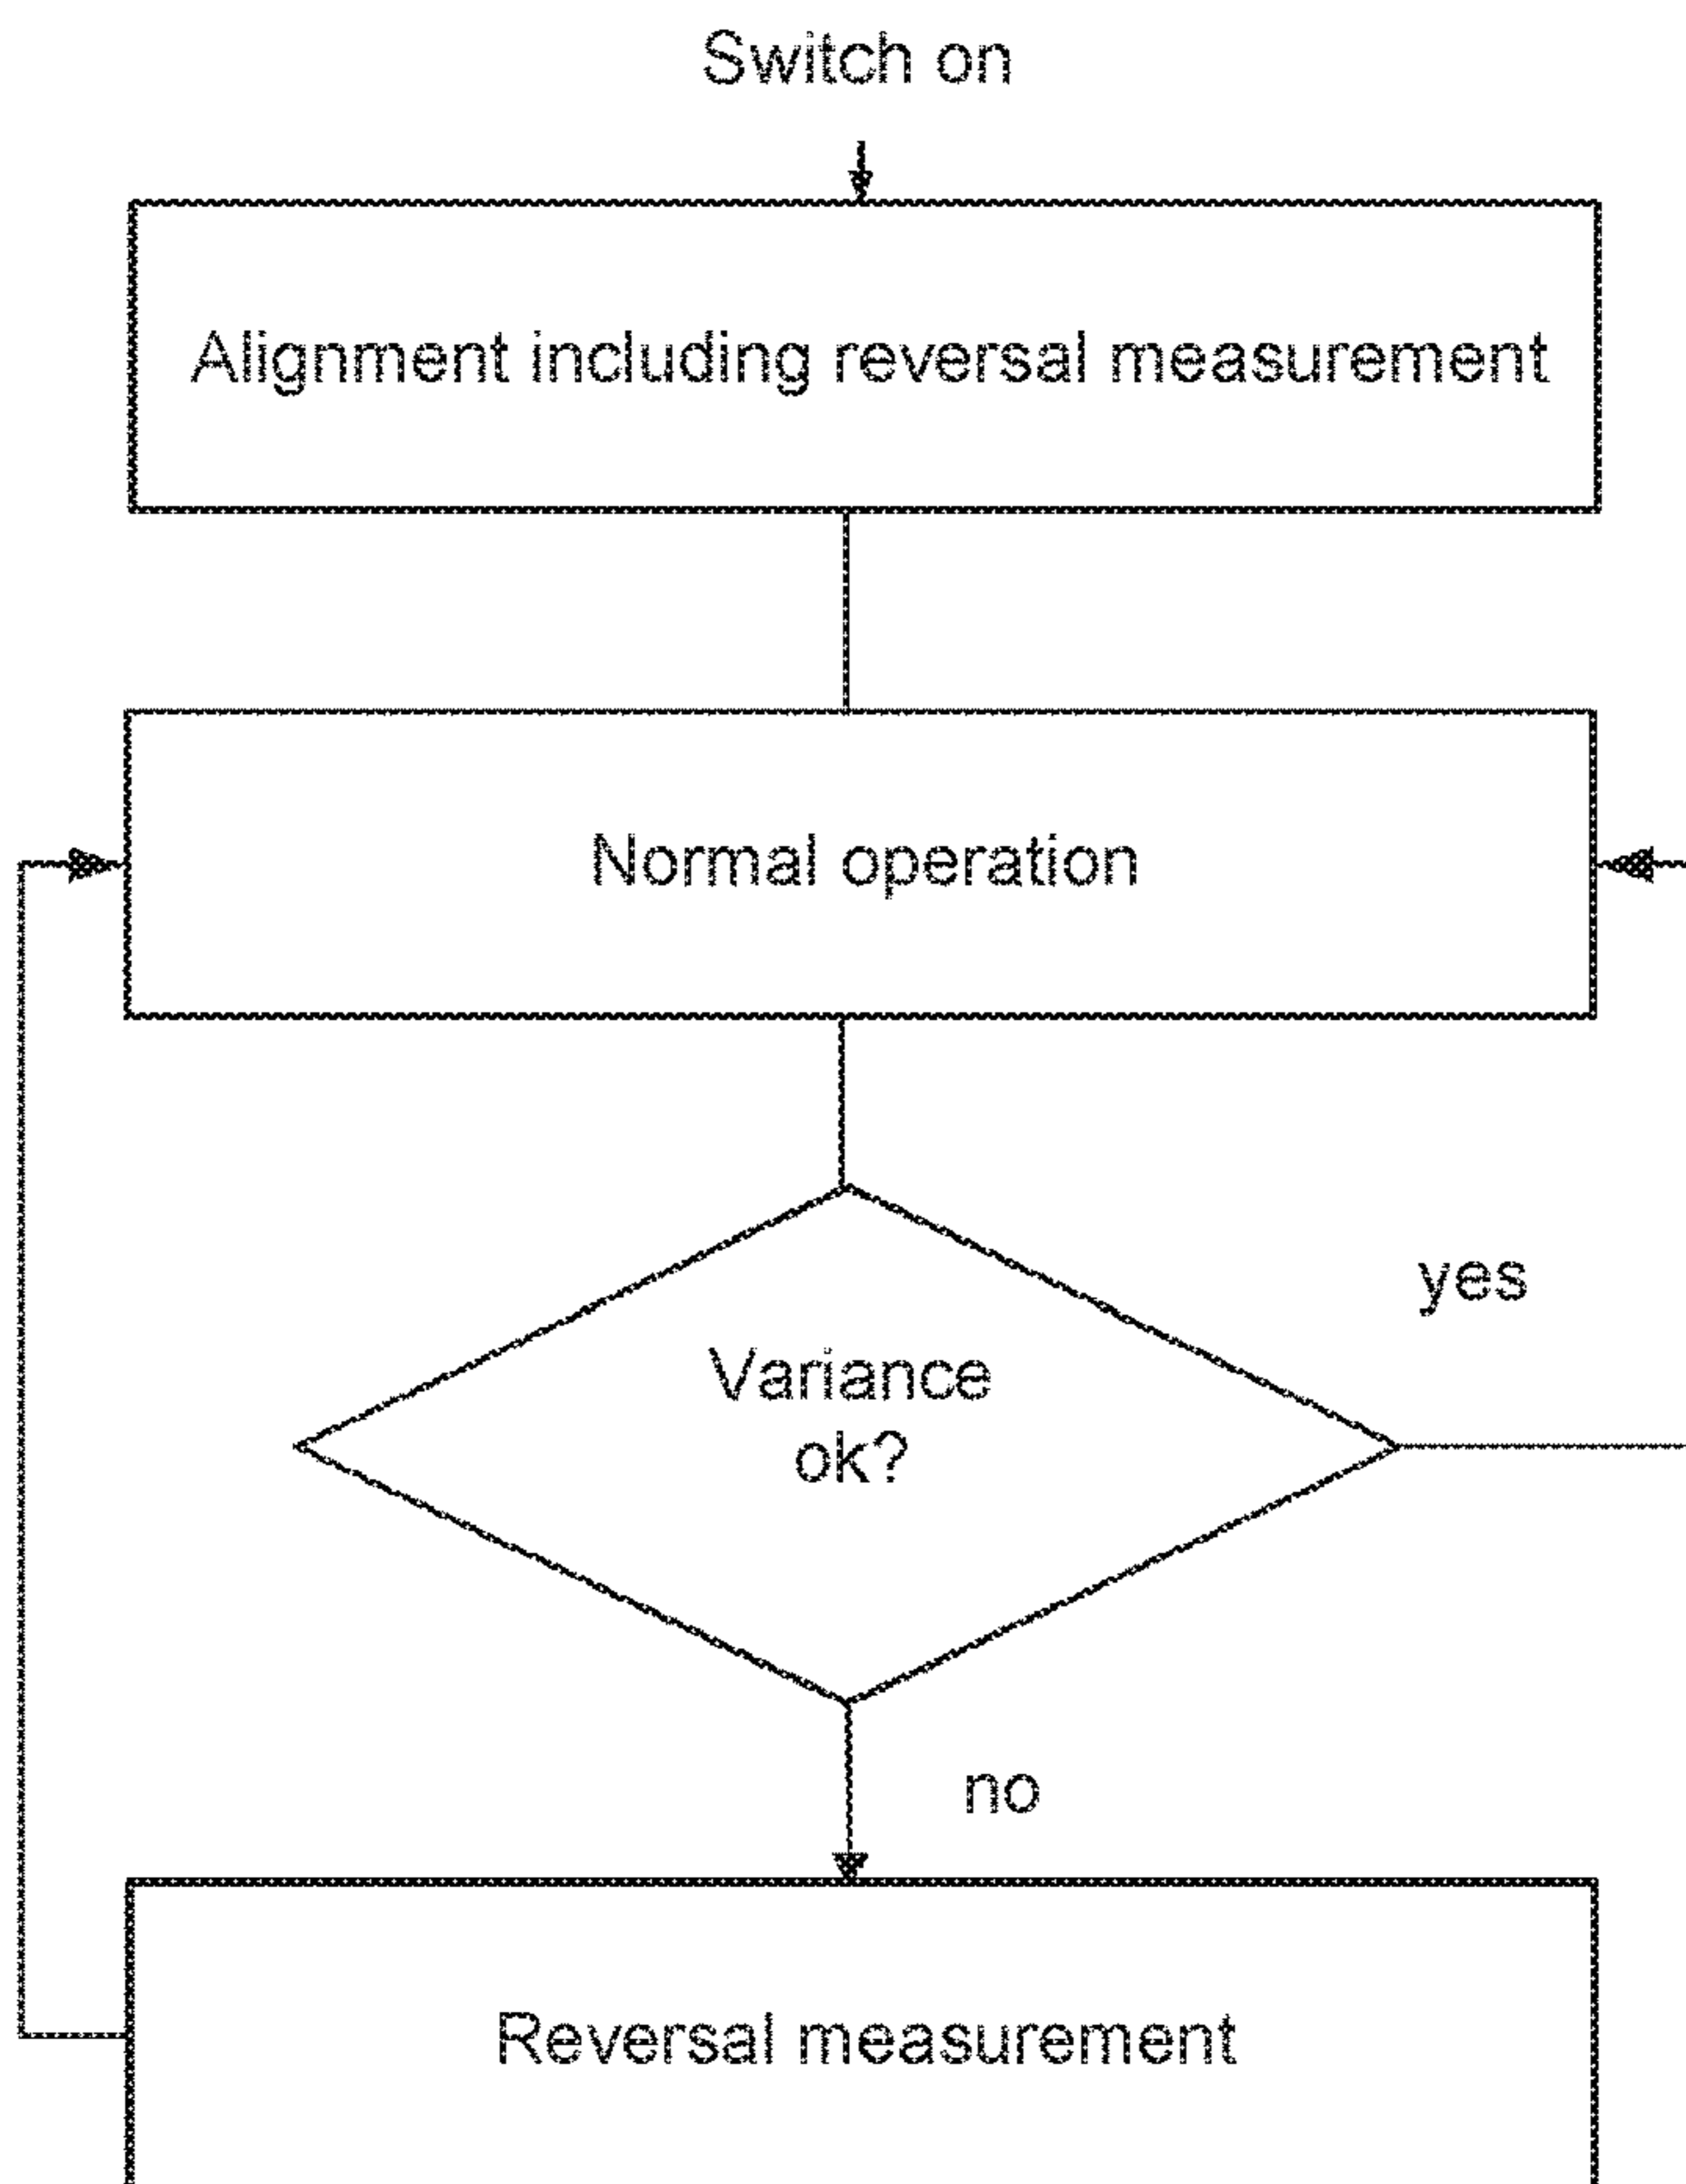 Switch on
Alignment including reversal measurement
Normal operation
yes
Variance
ok?
no
Reversal measurement